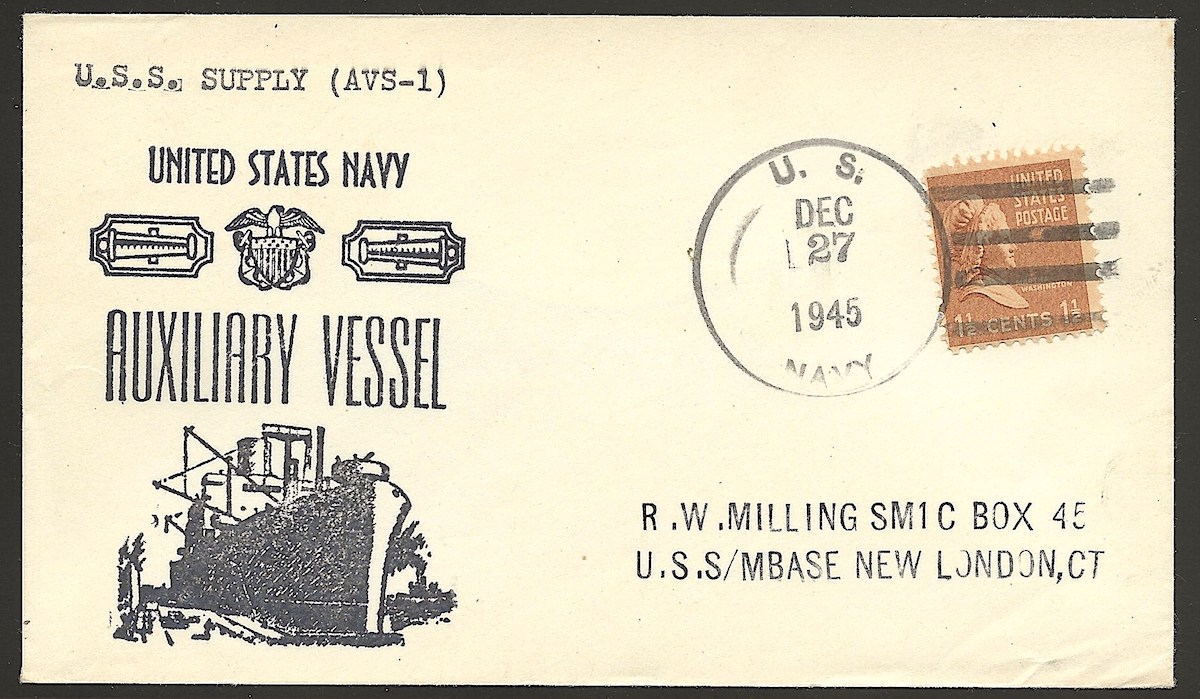 U.S.S. SUPPLY (AVS-1)
UNITED STATES NAVY
AUXILIARY VESSEL
U. S.
DEC
27
1945
NAVY
UNITED
STATES
POSTAGE
WASHINGTON
1½ CENTS 1½
R.W.MILLING SM1C BOX 45
U.S.S/MBASE NEW LONDON,CT